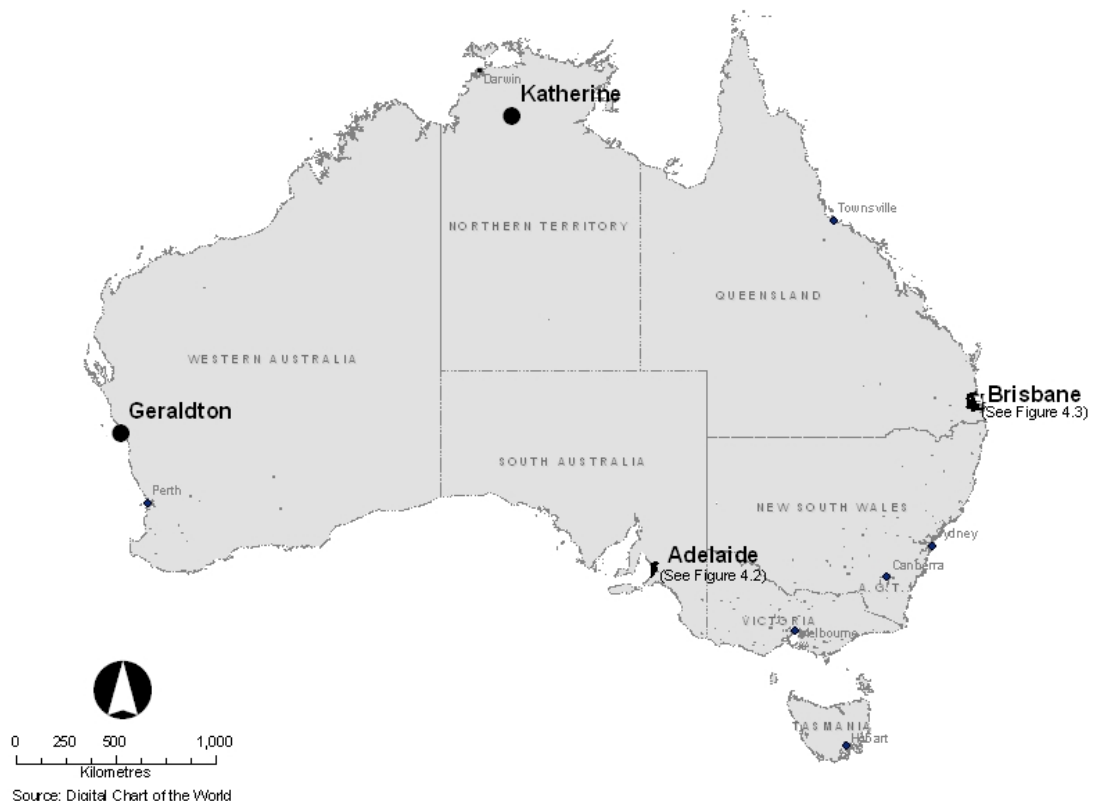 Darwin
Katherine
Townsville
NORTHERN TERRITORY
QUEENSLAND
WESTERN AUSTRALIA
Brisbane
(See Figure 4.3)
Geraldton
SOUTH AUSTRALIA
Perth
NEW SOUTH WALES
Sydney
Adelaide
(See Figure 4.2)
Canberra
A.C.T.
VICTORIA
Melbourne
TASMANIA
Hobart
0 250 500 1,000
Kilometres
Source: Digital Chart of the World